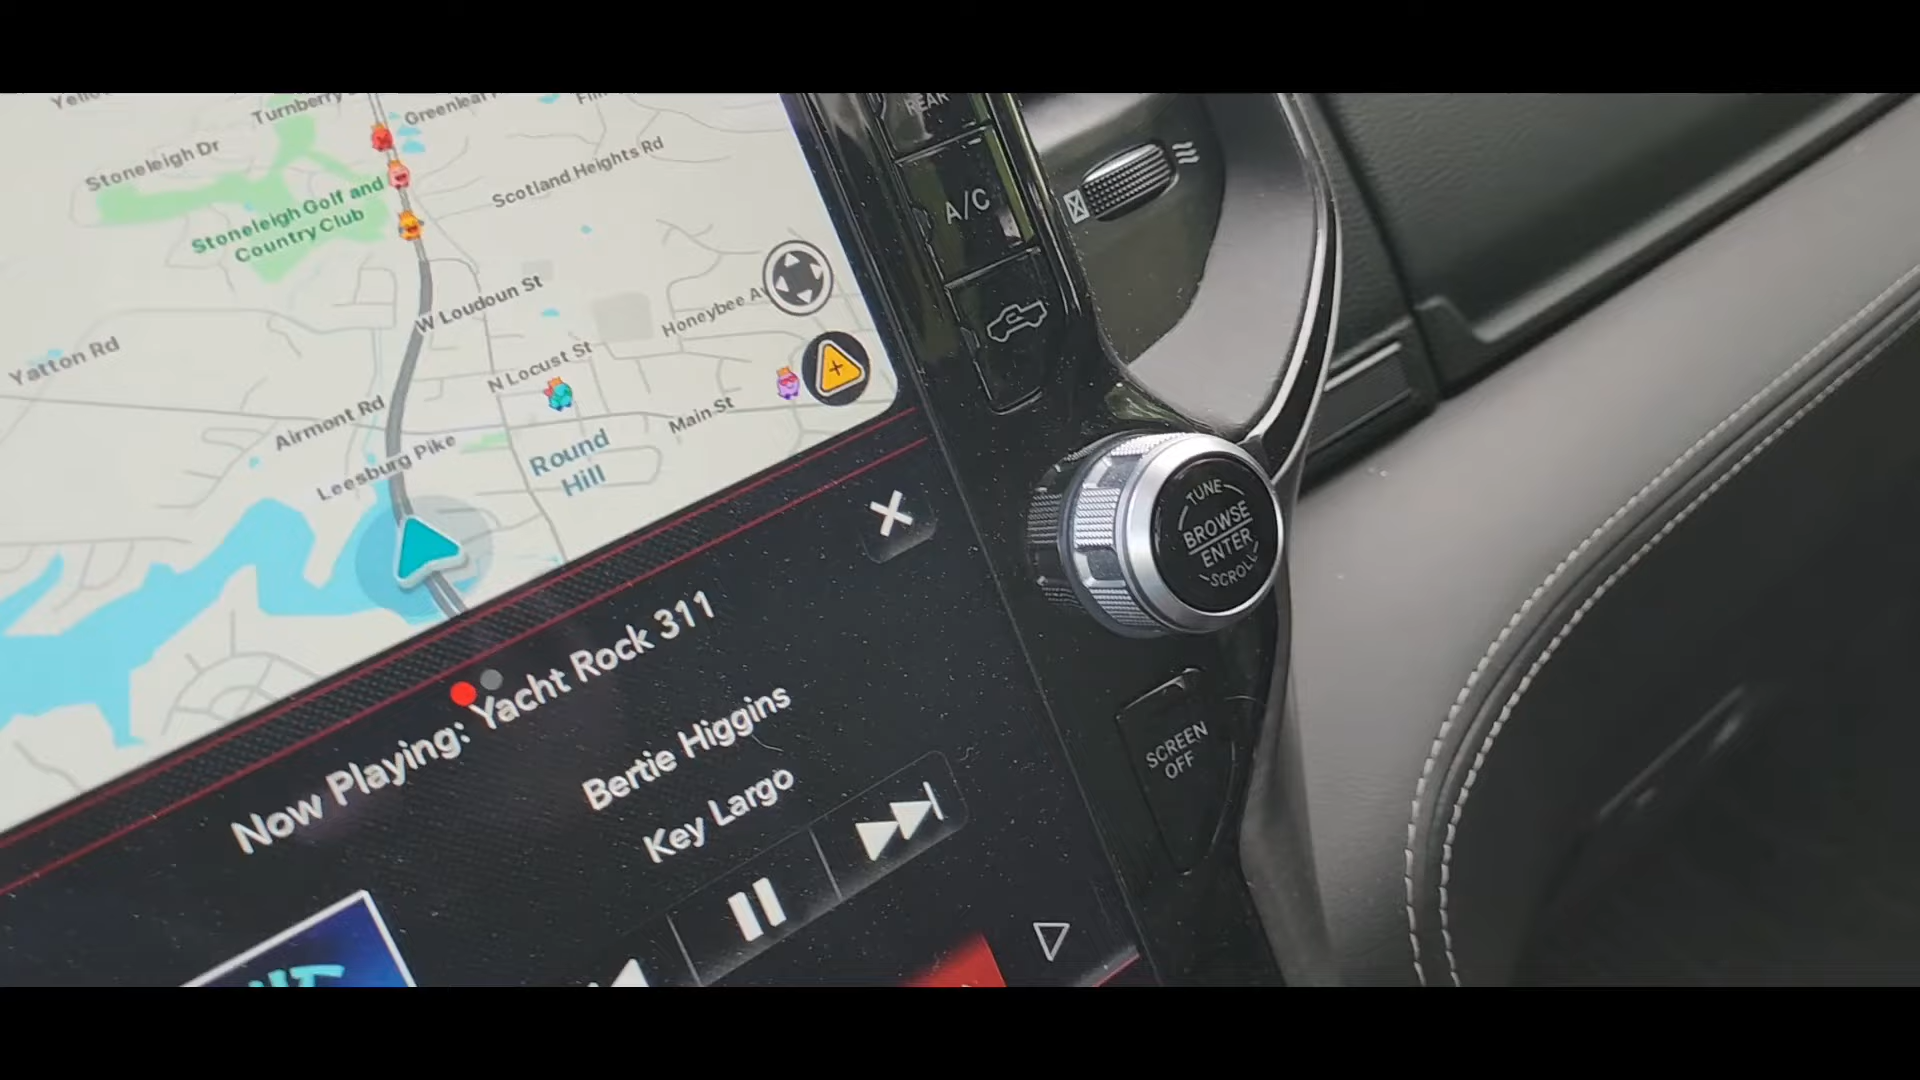 Turnberry
Greenleaf
Stoneleigh Dr
Scotland Heights Rd
Stoneleigh Golf and
Country Club
W Loudoun St
Honeybee
Yatton Rd
N Locust St
Airmont Rd
Main St
Leesburg Pike
Round
Hill
Now Playing: Yacht Rock 311
Bertie Higgins
Key Largo
REAR
A/C
TUNE
BROWSE
ENTER
SCROLL
SCREEN
OFF